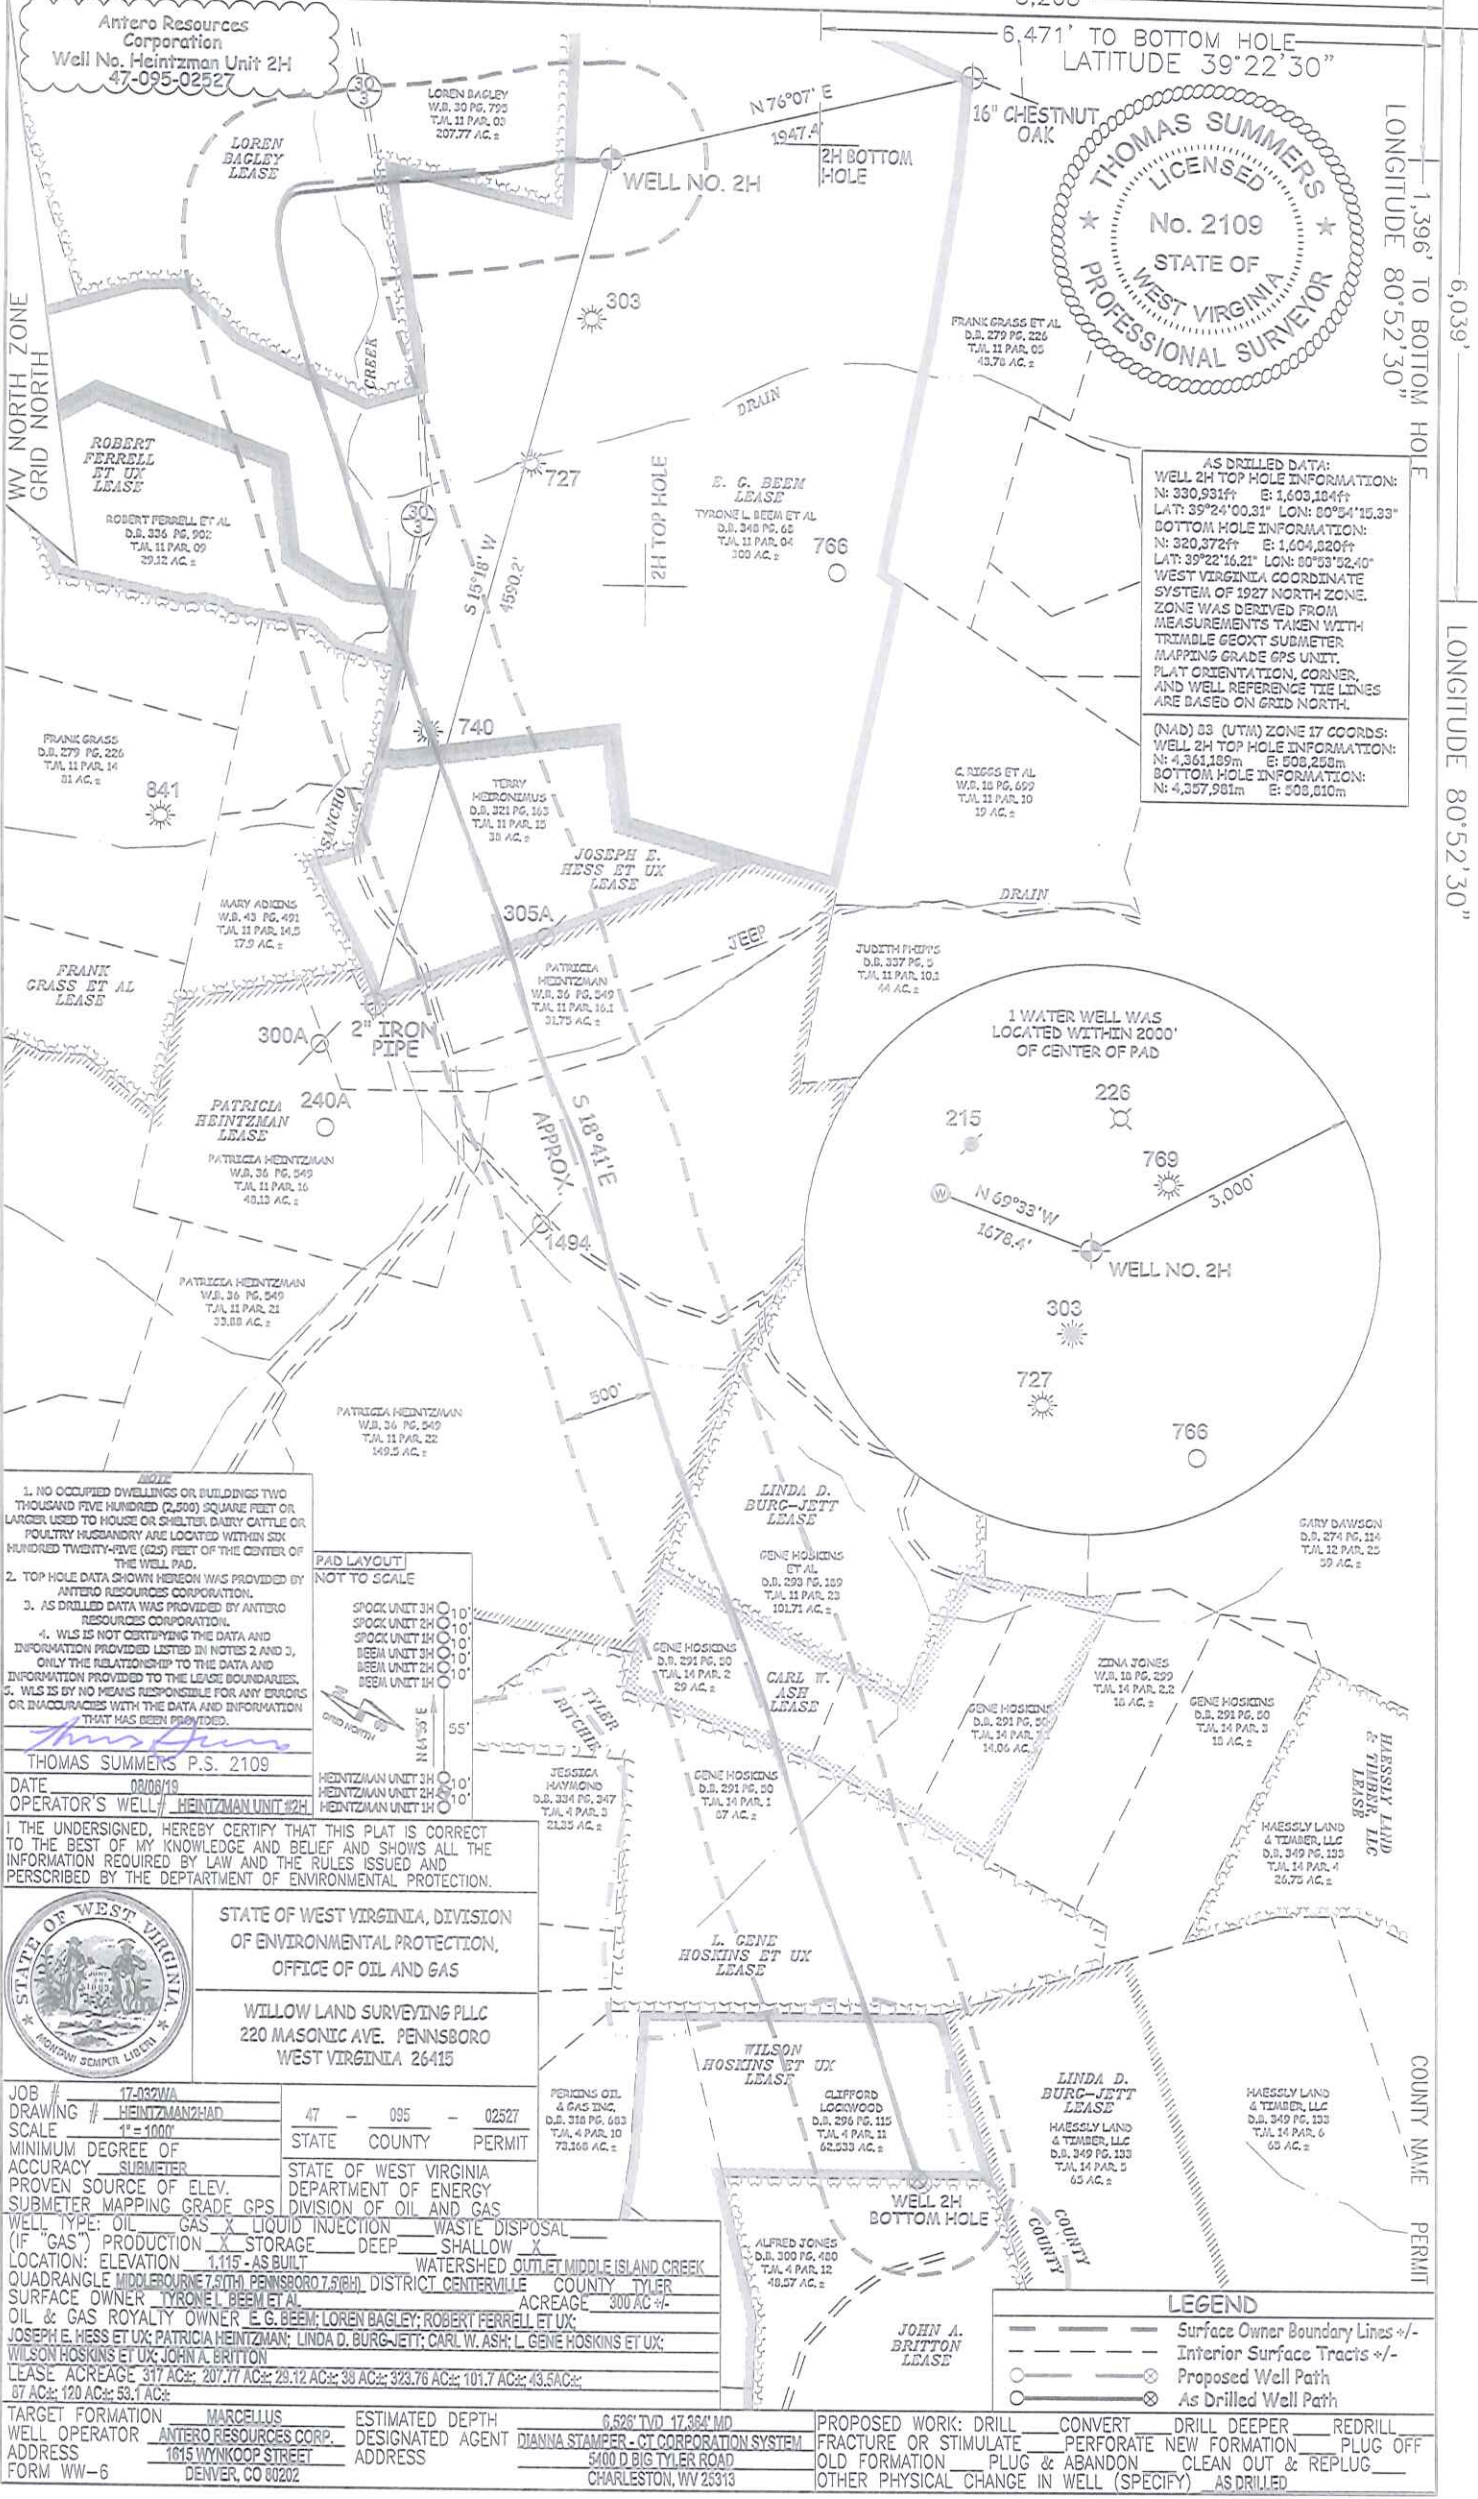 Antero Resources
Corporation
Well No. Heintzman Unit 2H
47-095-02527
6,471' TO BOTTOM HOLE
LATITUDE 39°22'30"
1,396' TO BOTTOM HOLE
LONGITUDE 80°52'30"
6,039'
LONGITUDE 80°52'30"
THOMAS SUMMERS
LICENSED
No. 2109
STATE OF
WEST VIRGINIA
PROFESSIONAL SURVEYOR
30
3
LOREN BAGLEY
W.B. 30 PG. 795
T.M. 11 PAR. 03
207.77 AC. ±
LOREN
BAGLEY
LEASE
N 76°07' E
1947.4'
16" CHESTNUT
OAK
2H BOTTOM
HOLE
WELL NO. 2H
303
WV NORTH ZONE
GRID NORTH
CREEK
DRAIN
FRANK GRASS ET AL
D.B. 279 PG. 226
T.M. 11 PAR. 05
43.78 AC. ±
ROBERT
FERRELL
ET UX
LEASE
ROBERT FERRELL ET AL
D.B. 336 PG. 902
T.M. 11 PAR. 09
29.12 AC. ±
727
30
3
S 15°18' W
4590.2'
2H TOP HOLE
E. G. BEEM
LEASE
TYRONE L. BEEM ET AL
D.B. 348 PG. 68
T.M. 11 PAR. 04
300 AC. ±
766
AS DRILLED DATA:
WELL 2H TOP HOLE INFORMATION:
N: 330,931ft E: 1,603,184ft
LAT: 39°24'00.31" LON: 80°54'15.33"
BOTTOM HOLE INFORMATION:
N: 320,372ft E: 1,604,820ft
LAT: 39°22'16.21" LON: 80°53'52.40"
WEST VIRGINIA COORDINATE
SYSTEM OF 1927 NORTH ZONE.
ZONE WAS DERIVED FROM
MEASUREMENTS TAKEN WITH
TRIMBLE GEOXT SUBMETER
MAPPING GRADE GPS UNIT.
PLAT ORIENTATION, CORNER,
AND WELL REFERENCE TIE LINES
ARE BASED ON GRID NORTH.
(NAD) 83 (UTM) ZONE 17 COORDS:
WELL 2H TOP HOLE INFORMATION:
N: 4,361,189m E: 508,258m
BOTTOM HOLE INFORMATION:
N: 4,357,981m E: 508,810m
740
FRANK GRASS
D.B. 279 PG. 226
T.M. 11 PAR. 14
81 AC. ±
841
SANCHO
TERRY
HEIRONIMUS
D.B. 321 PG. 163
T.M. 11 PAR. 15
38 AC. ±
C. RIGGS ET AL
W.B. 18 PG. 699
T.M. 11 PAR. 10
19 AC. ±
JOSEPH E.
HESS ET UX
LEASE
MARY ADKINS
W.B. 43 PG. 491
T.M. 11 PAR. 14.5
17.9 AC. ±
305A
DRAIN
JEEP
FRANK
GRASS ET AL
LEASE
PATRICIA
HEINTZMAN
W.B. 36 PG. 549
T.M. 11 PAR. 16.1
31.75 AC. ±
JUDITH PHIPPS
D.B. 337 PG. 5
T.M. 11 PAR. 10.1
44 AC. ±
300A
2" IRON
PIPE
1 WATER WELL WAS
LOCATED WITHIN 2000'
OF CENTER OF PAD
226
215
769
W
N 69°33'W
1678.4'
3,000'
WELL NO. 2H
303
727
766
PATRICIA
HEINTZMAN
LEASE
240A
PATRICIA HEINTZMAN
W.B. 36 PG. 549
T.M. 11 PAR. 16
48.13 AC. ±
S 18°41'E
APPROX.
1494
PATRICIA HEINTZMAN
W.B. 36 PG. 549
T.M. 11 PAR. 21
33.88 AC. ±
500'
PATRICIA HEINTZMAN
W.B. 36 PG. 549
T.M. 11 PAR. 22
149.5 AC. ±
LINDA D.
BURG-JETT
LEASE
GENE HOSKINS
ET AL
D.B. 293 PG. 189
T.M. 11 PAR. 23
101.71 AC. ±
GARY DAWSON
D.B. 274 PG. 114
T.M. 12 PAR. 25
59 AC. ±
NOTE
1. NO OCCUPIED DWELLINGS OR BUILDINGS TWO
THOUSAND FIVE HUNDRED (2,500) SQUARE FEET OR
LARGER USED TO HOUSE OR SHELTER DAIRY CATTLE OR
POULTRY HUSBANDRY ARE LOCATED WITHIN SIX
HUNDRED TWENTY-FIVE (625) FEET OF THE CENTER OF
THE WELL PAD.
2. TOP HOLE DATA SHOWN HEREON WAS PROVIDED BY
ANTERO RESOURCES CORPORATION.
3. AS DRILLED DATA WAS PROVIDED BY ANTERO
RESOURCES CORPORATION.
4. WLS IS NOT CERTIFYING THE DATA AND
INFORMATION PROVIDED LISTED IN NOTES 2 AND 3,
ONLY THE RELATIONSHIP TO THE DATA AND
INFORMATION PROVIDED TO THE LEASE BOUNDARIES.
5. WLS IS BY NO MEANS RESPONSIBLE FOR ANY ERRORS
OR INACCURACIES WITH THE DATA AND INFORMATION
THAT HAS BEEN PROVIDED.
THOMAS SUMMERS P.S. 2109
DATE 08/06/19
OPERATOR'S WELL# HEINTZMAN UNIT #2H
PAD LAYOUT
NOT TO SCALE
SPOCK UNIT 3H 10'
SPOCK UNIT 2H 10'
SPOCK UNIT 1H 10'
BEEM UNIT 3H 10'
BEEM UNIT 2H 10'
BEEM UNIT 1H
GRID NORTH
55'
HEINTZMAN UNIT 3H 10'
HEINTZMAN UNIT 2H 10'
HEINTZMAN UNIT 1H
GENE HOSKINS
D.B. 291 PG. 50
T.M. 14 PAR. 2
29 AC. ±
CARL W.
ASH
LEASE
TYLER
RITCHIE
GENE HOSKINS
D.B. 291 PG. 50
T.M. 14 PAR.
14.06 AC.
ZINA JONES
W.B. 18 PG. 299
T.M. 14 PAR. 2.2
18 AC. ±
GENE HOSKINS
D.B. 291 PG. 50
T.M. 14 PAR. 3
18 AC. ±
HAESSLY LAND
& TIMBER, LLC
LEASE
JESSICA
HAYMOND
D.B. 334 PG. 347
T.M. 4 PAR. 3
21.35 AC. ±
GENE HOSKINS
D.B. 291 PG. 50
T.M. 14 PAR. 1
87 AC. ±
HAESSLY LAND
& TIMBER, LLC
D.B. 349 PG. 133
T.M. 14 PAR. 4
26.75 AC. ±
I THE UNDERSIGNED, HEREBY CERTIFY THAT THIS PLAT IS CORRECT
TO THE BEST OF MY KNOWLEDGE AND BELIEF AND SHOWS ALL THE
INFORMATION REQUIRED BY LAW AND THE RULES ISSUED AND
PERSCRIBED BY THE DEPTARTMENT OF ENVIRONMENTAL PROTECTION.
STATE OF WEST VIRGINIA
MONTANI SEMPER LIBERI
STATE OF WEST VIRGINIA, DIVISION
OF ENVIRONMENTAL PROTECTION,
OFFICE OF OIL AND GAS
WILLOW LAND SURVEYING PLLC
220 MASONIC AVE. PENNSBORO
WEST VIRGINIA 26415
L. GENE
HOSKINS ET UX
LEASE
WILSON
HOSKINS ET UX
LEASE
CLIFFORD
LOCKWOOD
D.B. 296 PG. 115
T.M. 4 PAR. 11
62.533 AC. ±
PERKINS OIL
& GAS INC.
D.B. 318 PG. 683
T.M. 4 PAR. 10
73.168 AC. ±
LINDA D.
BURG-JETT
LEASE
HAESSLY LAND
& TIMBER, LLC
D.B. 349 PG. 133
T.M. 14 PAR. 5
65 AC. ±
HAESSLY LAND
& TIMBER, LLC
D.B. 349 PG. 133
T.M. 14 PAR. 6
65 AC. ±
COUNTY NAME
PERMIT
WELL 2H
BOTTOM HOLE
COUNTY
COUNTY
ALFRED JONES
D.B. 300 PG. 480
T.M. 4 PAR. 12
48.57 AC. ±
JOHN A.
BRITTON
LEASE
JOB # 17-032WA
DRAWING # HEINTZMAN2HAD
SCALE 1" = 1000'
MINIMUM DEGREE OF
ACCURACY SUBMETER
PROVEN SOURCE OF ELEV.
SUBMETER MAPPING GRADE GPS
47 - 095 - 02527
STATE COUNTY PERMIT
STATE OF WEST VIRGINIA
DEPARTMENT OF ENERGY
DIVISION OF OIL AND GAS
WELL TYPE: OIL GAS X LIQUID INJECTION WASTE DISPOSAL
(IF "GAS") PRODUCTION X STORAGE DEEP SHALLOW X
LOCATION: ELEVATION 1,115' - AS BUILT WATERSHED OUTLET MIDDLE ISLAND CREEK
QUADRANGLE MIDDLEBOURNE 7.5'(TH) PENNSBORO 7.5'(BH) DISTRICT CENTERVILLE COUNTY TYLER
SURFACE OWNER TYRONE L. BEEM ET AL ACREAGE 300 AC +/-
OIL & GAS ROYALTY OWNER E. G. BEEM; LOREN BAGLEY; ROBERT FERRELL ET UX;
JOSEPH E. HESS ET UX; PATRICIA HEINTZMAN; LINDA D. BURG-JETT; CARL W. ASH; L. GENE HOSKINS ET UX;
WILSON HOSKINS ET UX; JOHN A. BRITTON
LEASE ACREAGE 317 AC±; 207.77 AC±; 29.12 AC±; 38 AC±; 323.76 AC±; 101.7 AC±; 43.5AC±;
87 AC±; 120 AC±; 53.1 AC±
LEGEND
Surface Owner Boundary Lines +/-
Interior Surface Tracts +/-
Proposed Well Path
As Drilled Well Path
TARGET FORMATION MARCELLUS ESTIMATED DEPTH 6,526' TVD 17,364' MD
WELL OPERATOR ANTERO RESOURCES CORP. DESIGNATED AGENT DIANNA STAMPER - CT CORPORATION SYSTEM
ADDRESS 1615 WYNKOOP STREET ADDRESS 5400 D BIG TYLER ROAD
FORM WW-6 DENVER, CO 80202 CHARLESTON, WV 25313
PROPOSED WORK: DRILL CONVERT DRILL DEEPER REDRILL
FRACTURE OR STIMULATE PERFORATE NEW FORMATION PLUG OFF
OLD FORMATION PLUG & ABANDON CLEAN OUT & REPLUG
OTHER PHYSICAL CHANGE IN WELL (SPECIFY) AS DRILLED